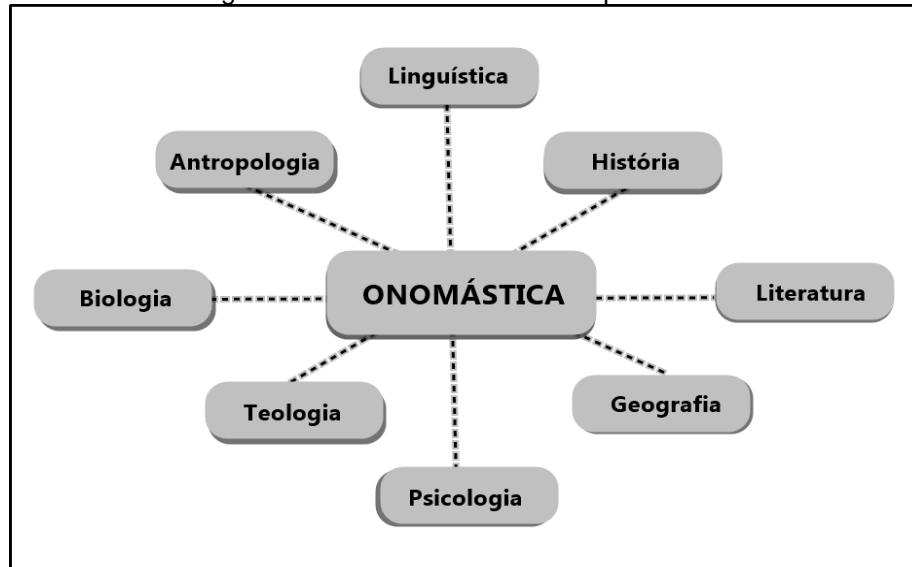 Linguística
Antropologia
História
ONOMÁSTICA
Biologia
Literatura
Teologia
Geografia
Psicologia